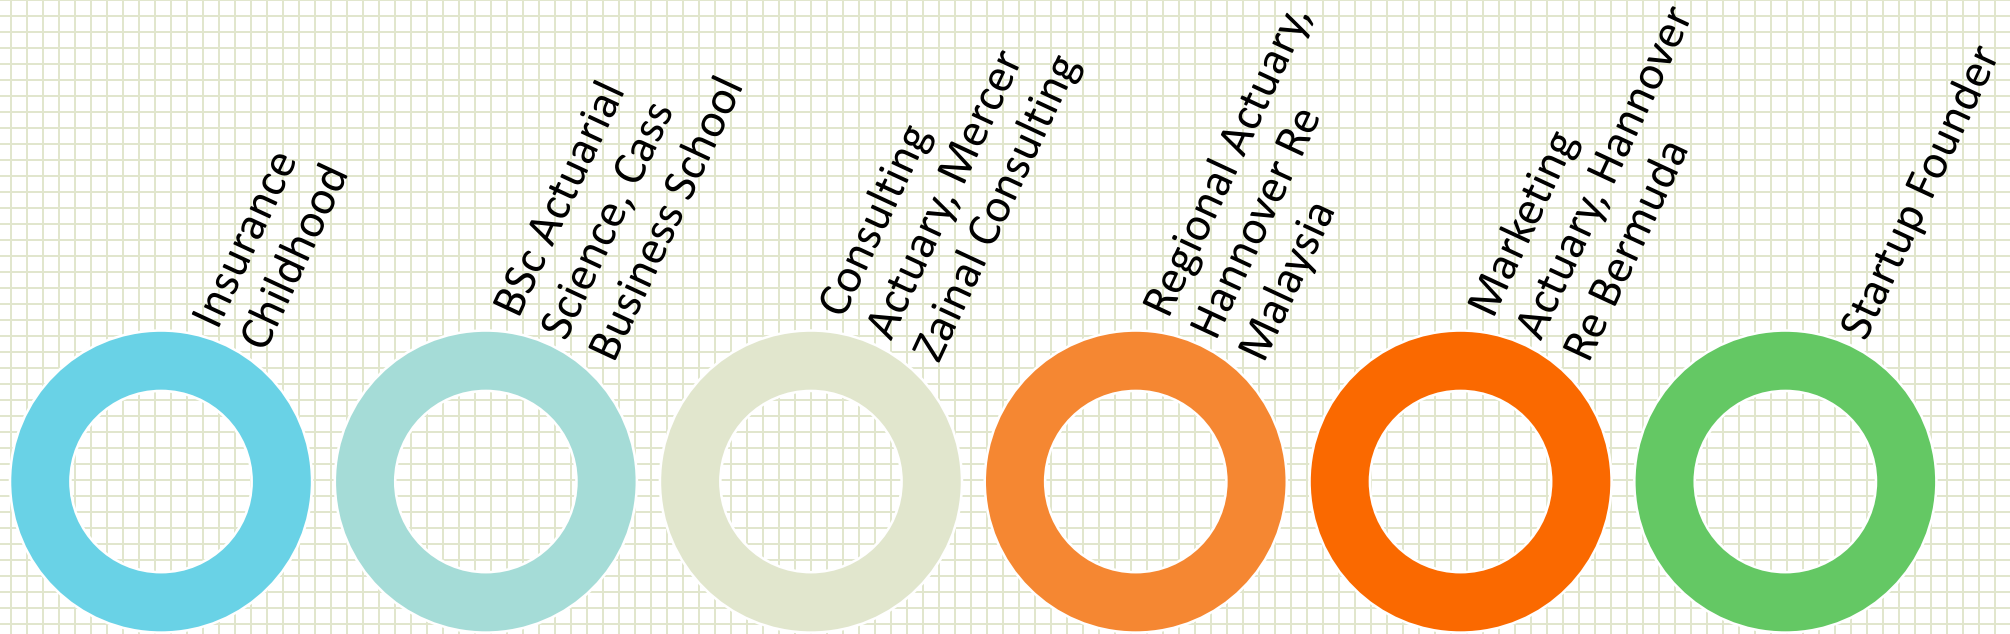 Insurance
Childhood
BSc Actuarial
Science, Cass
Business School
Consulting
Actuary, Mercer
Zainal Consulting
Regional Actuary,
Hannover Re
Malaysia
Marketing
Actuary, Hannover
Re Bermuda
Startup Founder